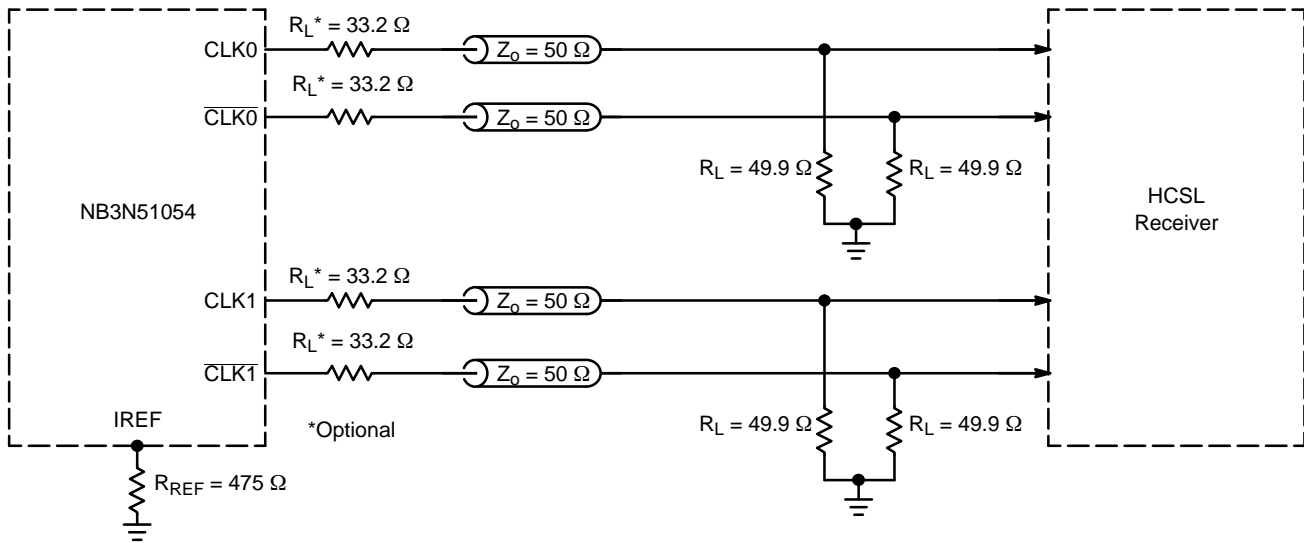 R_L* = 33.2 Ω
CLK0
Z_o = 50 Ω
R_L* = 33.2 Ω
C̅L̅K̅0̅
Z_o = 50 Ω
R_L = 49.9 Ω
R_L = 49.9 Ω
NB3N51054
HCSL
Receiver
R_L* = 33.2 Ω
CLK1
Z_o = 50 Ω
R_L* = 33.2 Ω
C̅L̅K̅1̅
Z_o = 50 Ω
IREF
*Optional
R_L = 49.9 Ω
R_L = 49.9 Ω
R_REF = 475 Ω